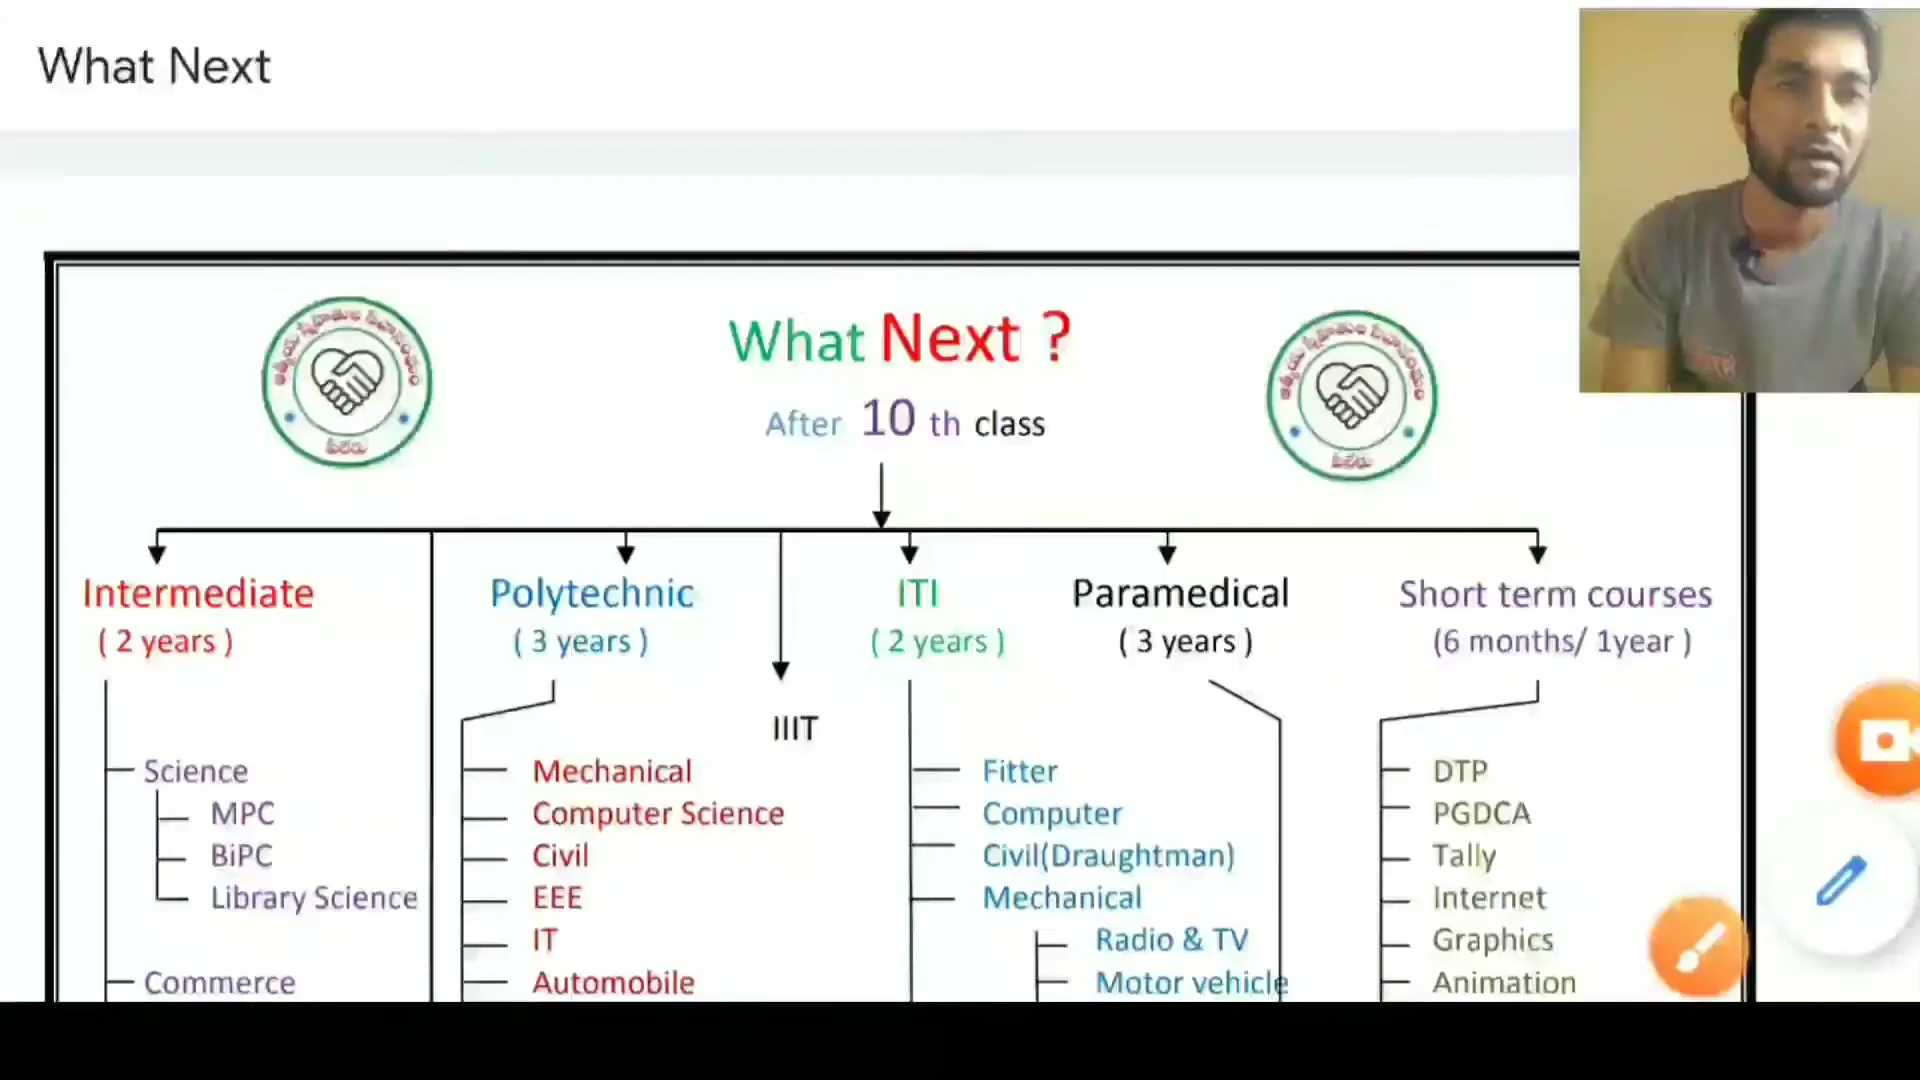 What Next
What Next ?
After 10 th class
Intermediate
( 2 years )
Polytechnic
( 3 years )
IIIT
ITI
( 2 years )
Paramedical
( 3 years )
Short term courses
(6 months/ 1year )
Science
MPC
BiPC
Library Science
Commerce
Mechanical
Computer Science
Civil
EEE
IT
Automobile
Fitter
Computer
Civil(Draughtman)
Mechanical
Radio & TV
Motor vehicle
DTP
PGDCA
Tally
Internet
Graphics
Animation